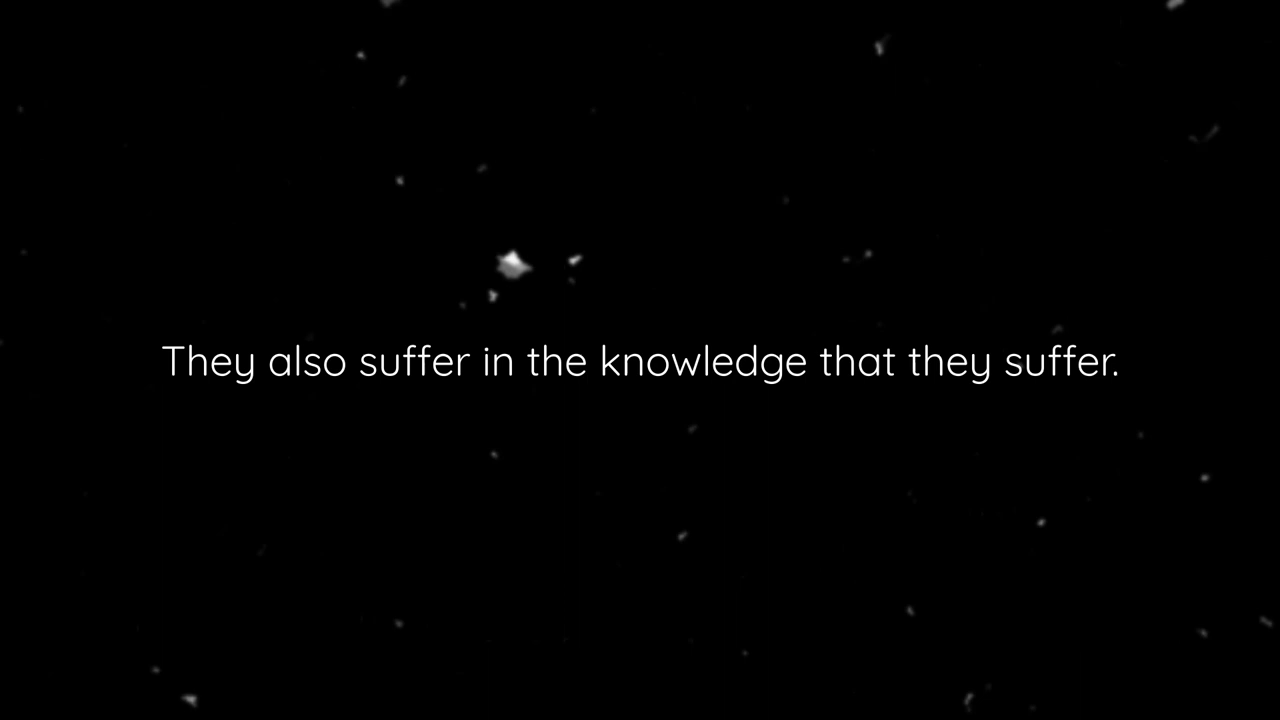 They also suffer in the knowledge that they suffer.